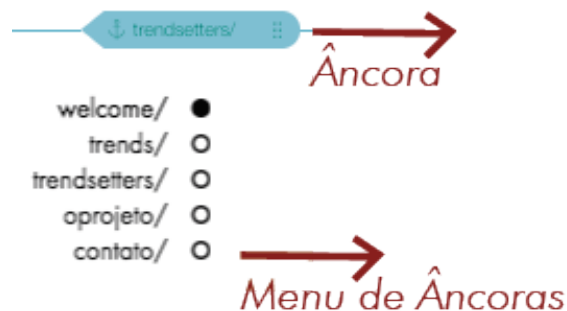 trendsetters/
Âncora
welcome/
trends/
trendsetters/
oprojeto/
contato/
Menu de Âncoras